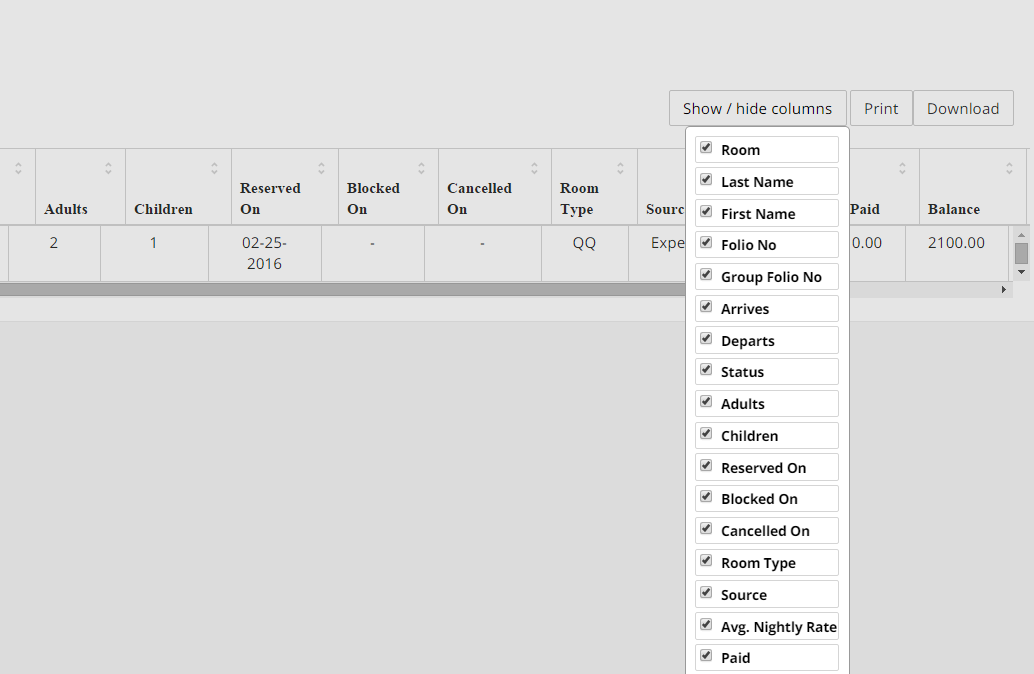 Show / hide columns Print Download
Adults Children Reserved On Blocked On Cancelled On Room Type Paid Balance
2 1 02-25-2016 - - QQ 0.00 2100.00
Room
Last Name
First Name
Folio No
Group Folio No
Arrives
Departs
Status
Adults
Children
Reserved On
Blocked On
Cancelled On
Room Type
Source
Avg. Nightly Rate
Paid